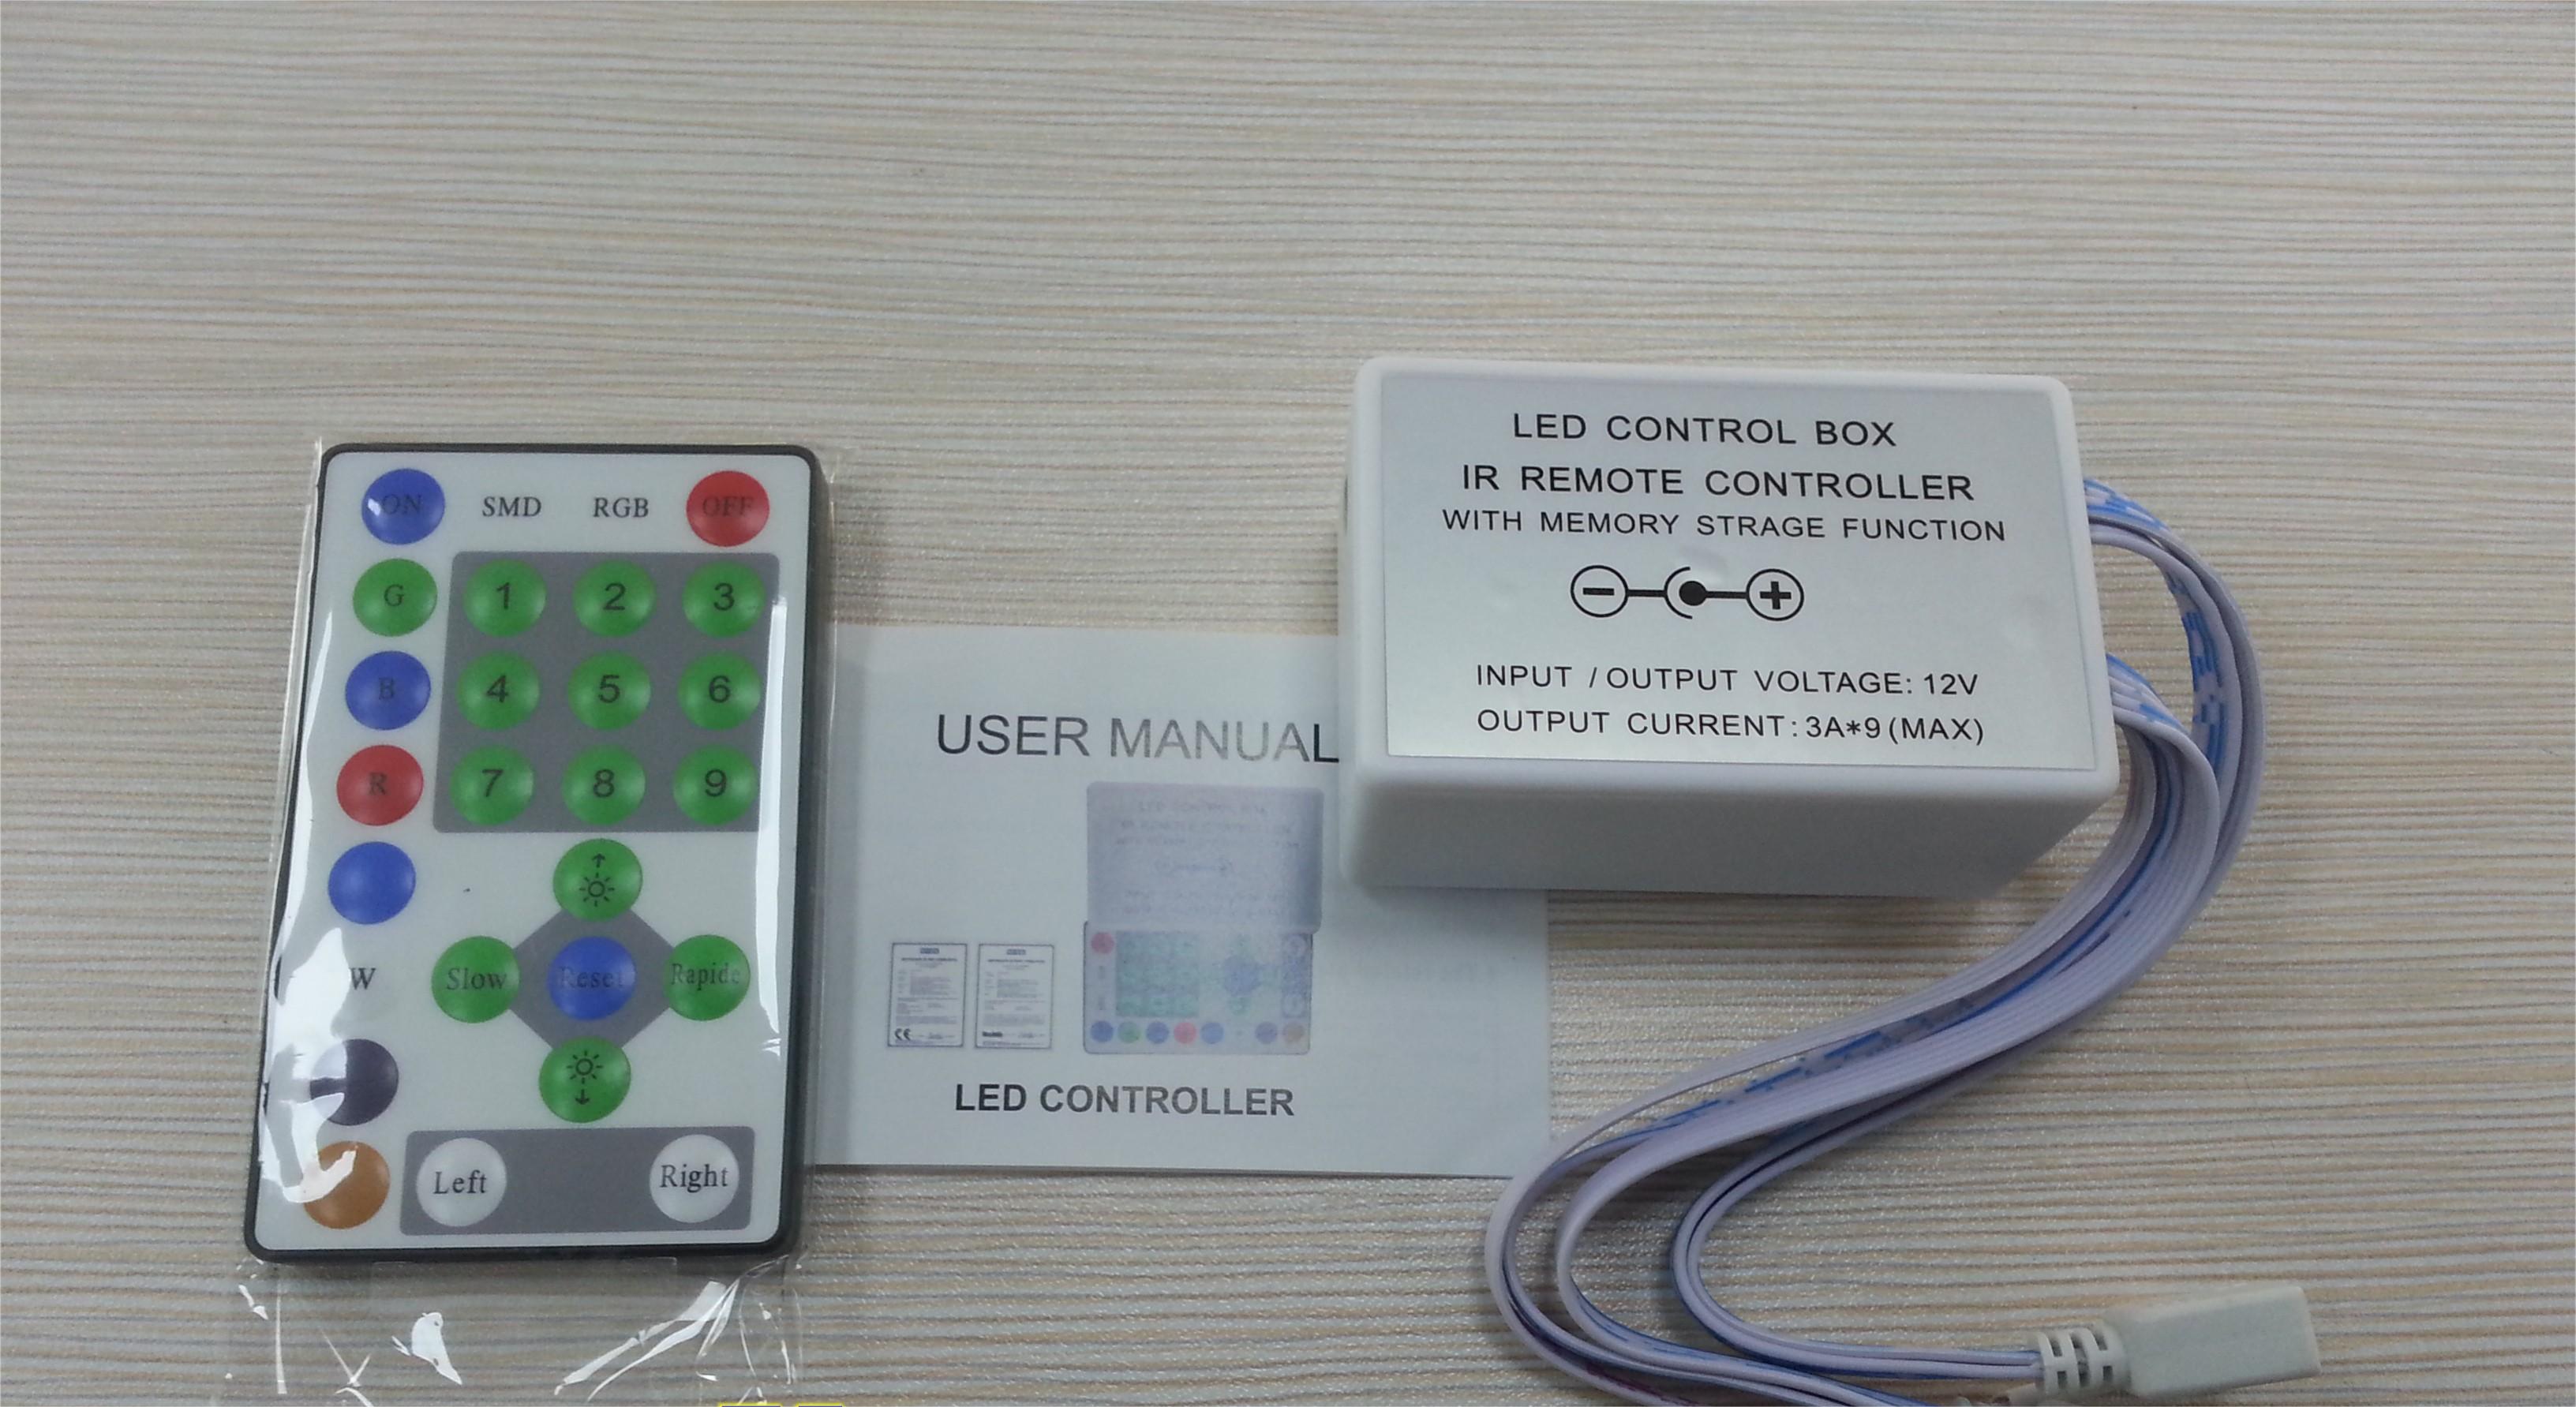 ON SMD RGB OFF
G 1 2 3
B 4 5 6
R 7 8 9
W Slow Reset Rapide
Left Right
USER MANUAL
LED CONTROLLER
LED CONTROL BOX
IR REMOTE CONTROLLER
WITH MEMORY STRAGE FUNCTION
INPUT / OUTPUT VOLTAGE: 12V
OUTPUT CURRENT: 3A*9 (MAX)